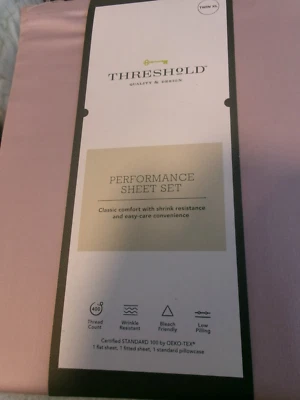 TWIN XL
THRESHOLD™
QUALITY & DESIGN
PERFORMANCE
SHEET SET
Classic comfort with shrink resistance
and easy care convenience
400
Thread
Count
Wrinkle
Resistant
Bleach
Friendly
Low
Pilling
Certified STANDARD 100 by OEKO-TEX®
1 flat sheet, 1 fitted sheet, 1 standard pillowcase